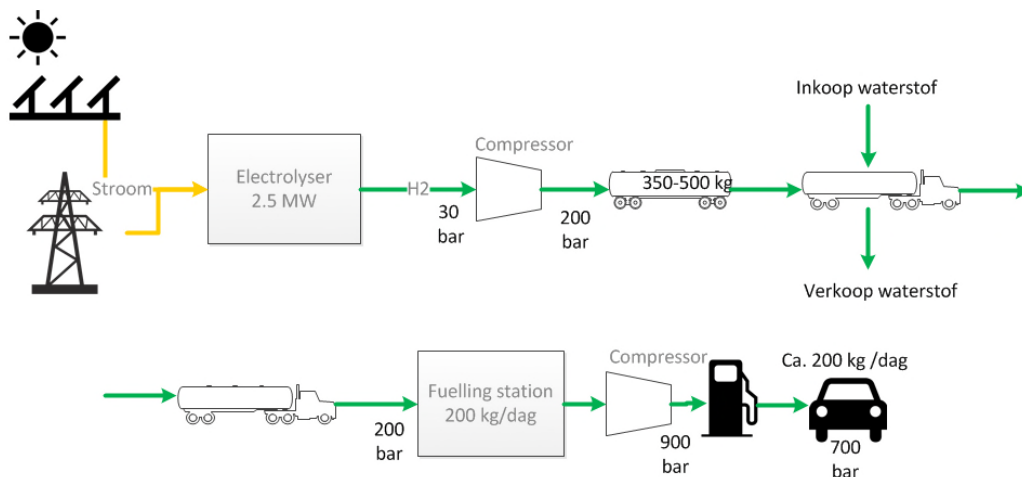 Inkoop waterstof
Compressor
Stroom
Electrolyser
2.5 MW
H2
350-500 kg
30
bar
200
bar
Verkoop waterstof
Compressor
Ca. 200 kg /dag
Fuelling station
200 kg/dag
200
bar
900
bar
700
bar